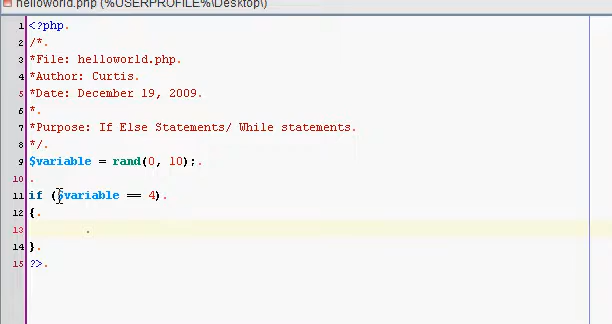 helloworld.php (%USERPROFILE%\Desktop\)
1 <?php.
2 /*.
3 *File: helloworld.php.
4 *Author: Curtis.
5 *Date: December 19, 2009.
6 *.
7 *Purpose: If Else Statements/ While statements.
8 */.
9 $variable = rand(0, 10);.
10 .
11 if ($variable == 4).
12 {.
13 .
14 }.
15 ?>.